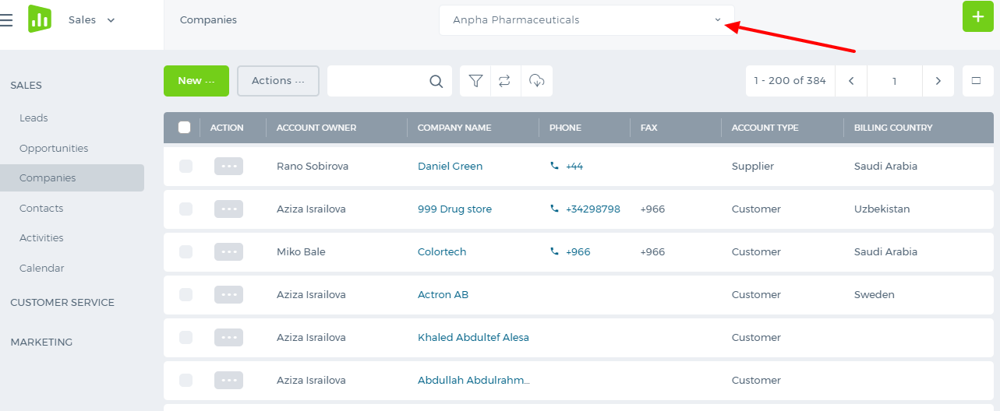 Sales
Companies
Anpha Pharmaceuticals
+
New ...
Actions ...
1 - 200 of 384
1
SALES
Leads
Opportunities
Companies
Contacts
Activities
Calendar
CUSTOMER SERVICE
MARKETING
ACTION ACCOUNT OWNER COMPANY NAME PHONE FAX ACCOUNT TYPE BILLING COUNTRY
Rano Sobirova Daniel Green +44 Supplier Saudi Arabia
Aziza Israilova 999 Drug store +34298798 +966 Customer Uzbekistan
Miko Bale Colortech +966 +966 Customer Saudi Arabia
Aziza Israilova Actron AB Customer Sweden
Aziza Israilova Khaled Abdultef Alesa Customer
Aziza Israilova Abdullah Abdulrahm... Customer